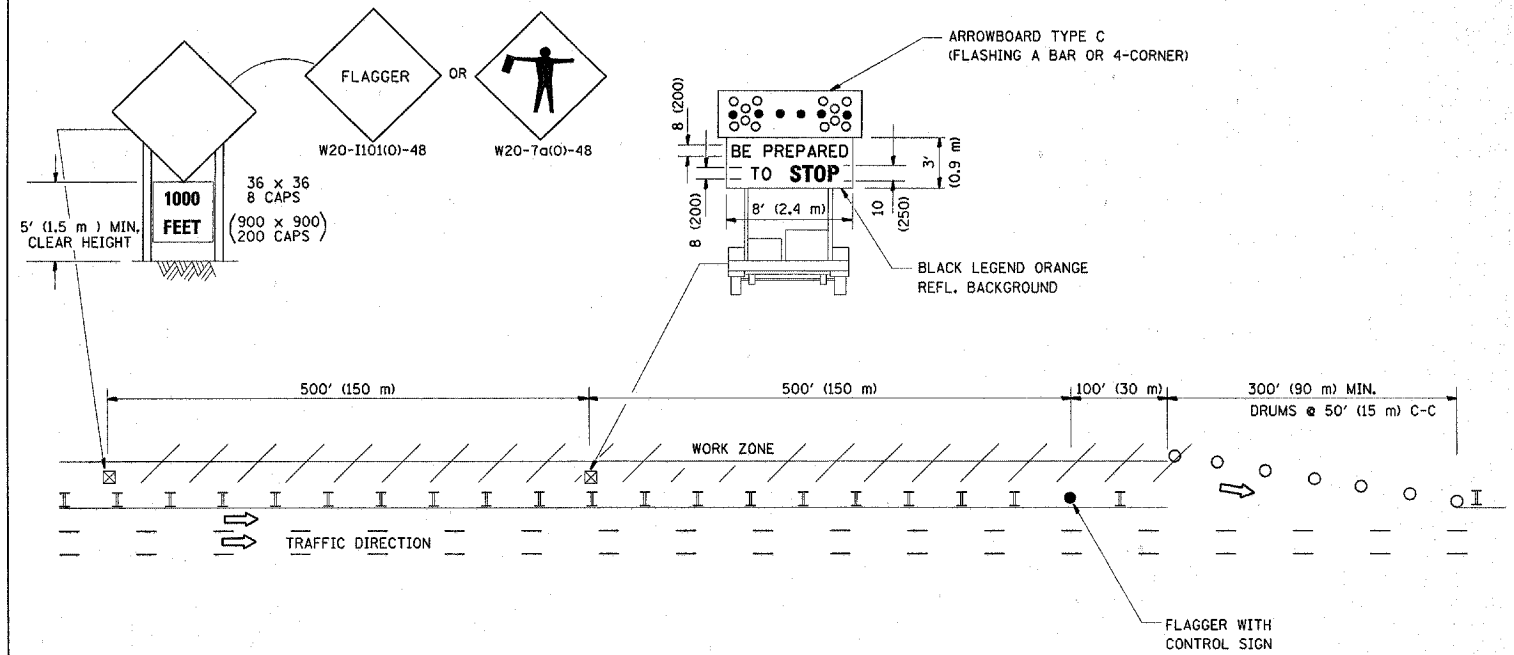 FLAGGER
OR
W20-I101(O)-48
W20-7a(O)-48
1000
FEET
36 x 36
8 CAPS
(900 x 900)
(200 CAPS)
5' (1.5 m ) MIN.
CLEAR HEIGHT
ARROWBOARD TYPE C
(FLASHING A BAR OR 4-CORNER)
8 (200)
8 (200)
BE PREPARED
TO STOP
3'
(0.9 m)
10
(250)
8' (2.4 m)
BLACK LEGEND ORANGE
REFL. BACKGROUND
500' (150 m)
500' (150 m)
100' (30 m)
300' (90 m) MIN.
DRUMS @ 50' (15 m) C-C
WORK ZONE
TRAFFIC DIRECTION
FLAGGER WITH
CONTROL SIGN